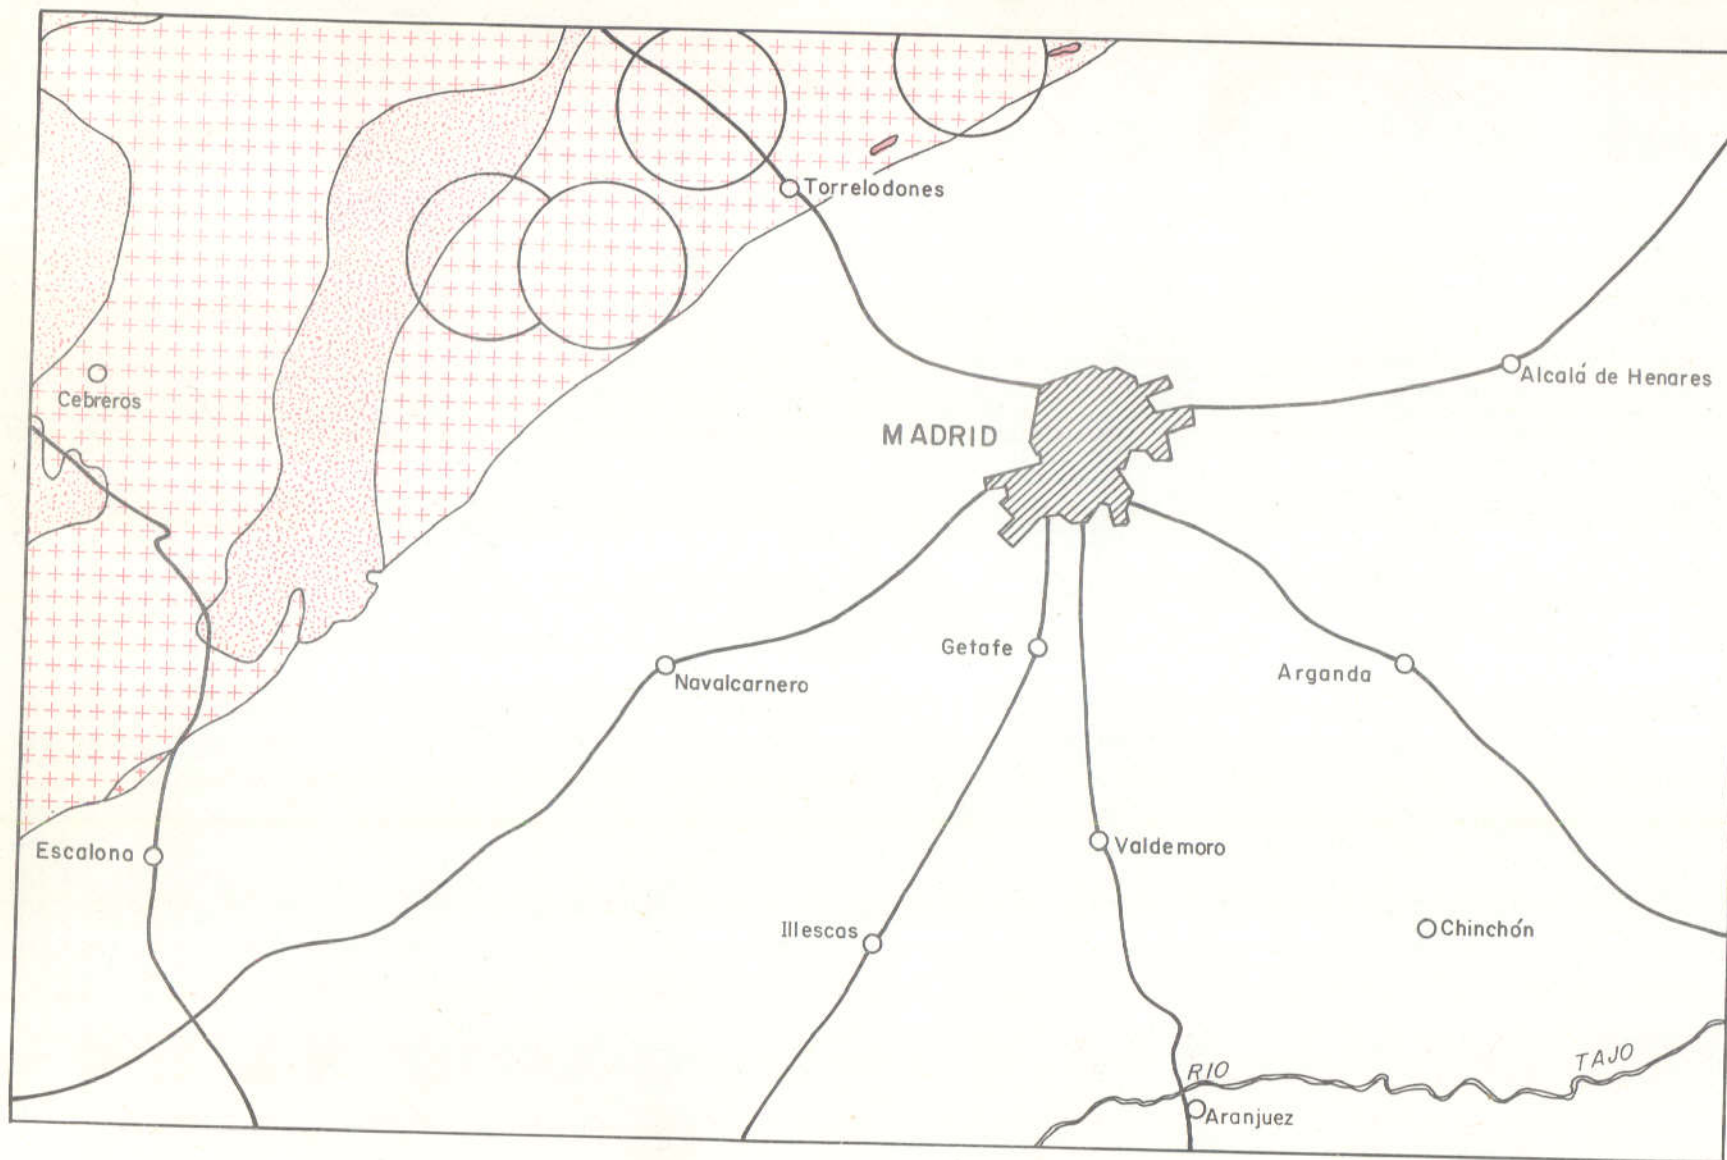 Torrelodones
Alcalá de Henares
Cebreros
MADRID
Getafe
Arganda
Navalcarnero
Escalona
Valdemoro
Illescas
Chinchón
RIO TAJO
Aranjuez